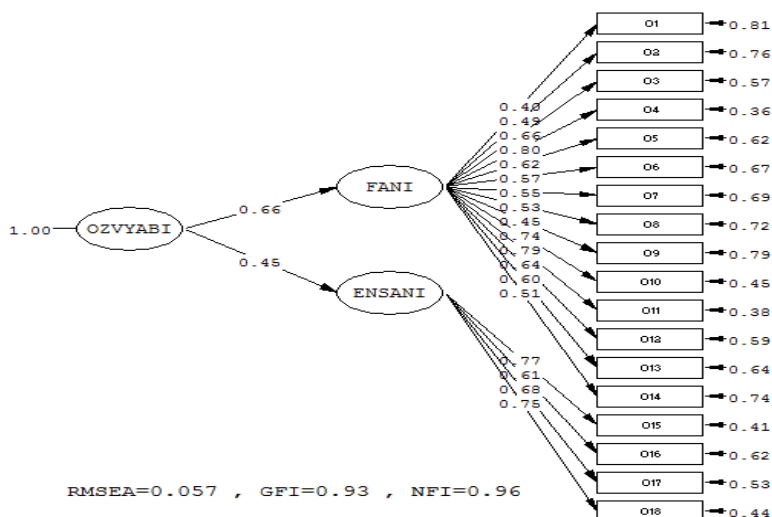 O1 0.81
O2 0.76
O3 0.57
O4 0.36
O5 0.62
O6 0.67
O7 0.69
O8 0.72
O9 0.79
O10 0.45
O11 0.38
O12 0.59
O13 0.64
O14 0.74
O15 0.41
O16 0.62
O17 0.53
O18 0.44
0.40
0.49
0.66
0.80
0.62
0.57
0.55
0.53
0.45
0.74
0.79
0.64
0.60
0.51
FANI
0.66
1.00 OZVYABI
0.45
ENSANI
0.77
0.61
0.68
0.75
RMSEA=0.057 , GFI=0.93 , NFI=0.96